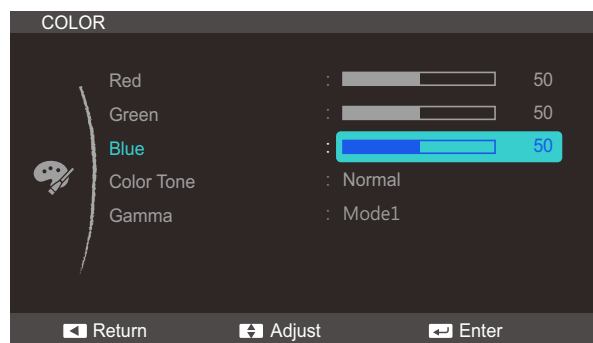 COLOR
Red : 50
Green : 50
Blue : 50
Color Tone : Normal
Gamma : Mode1
Return Adjust Enter